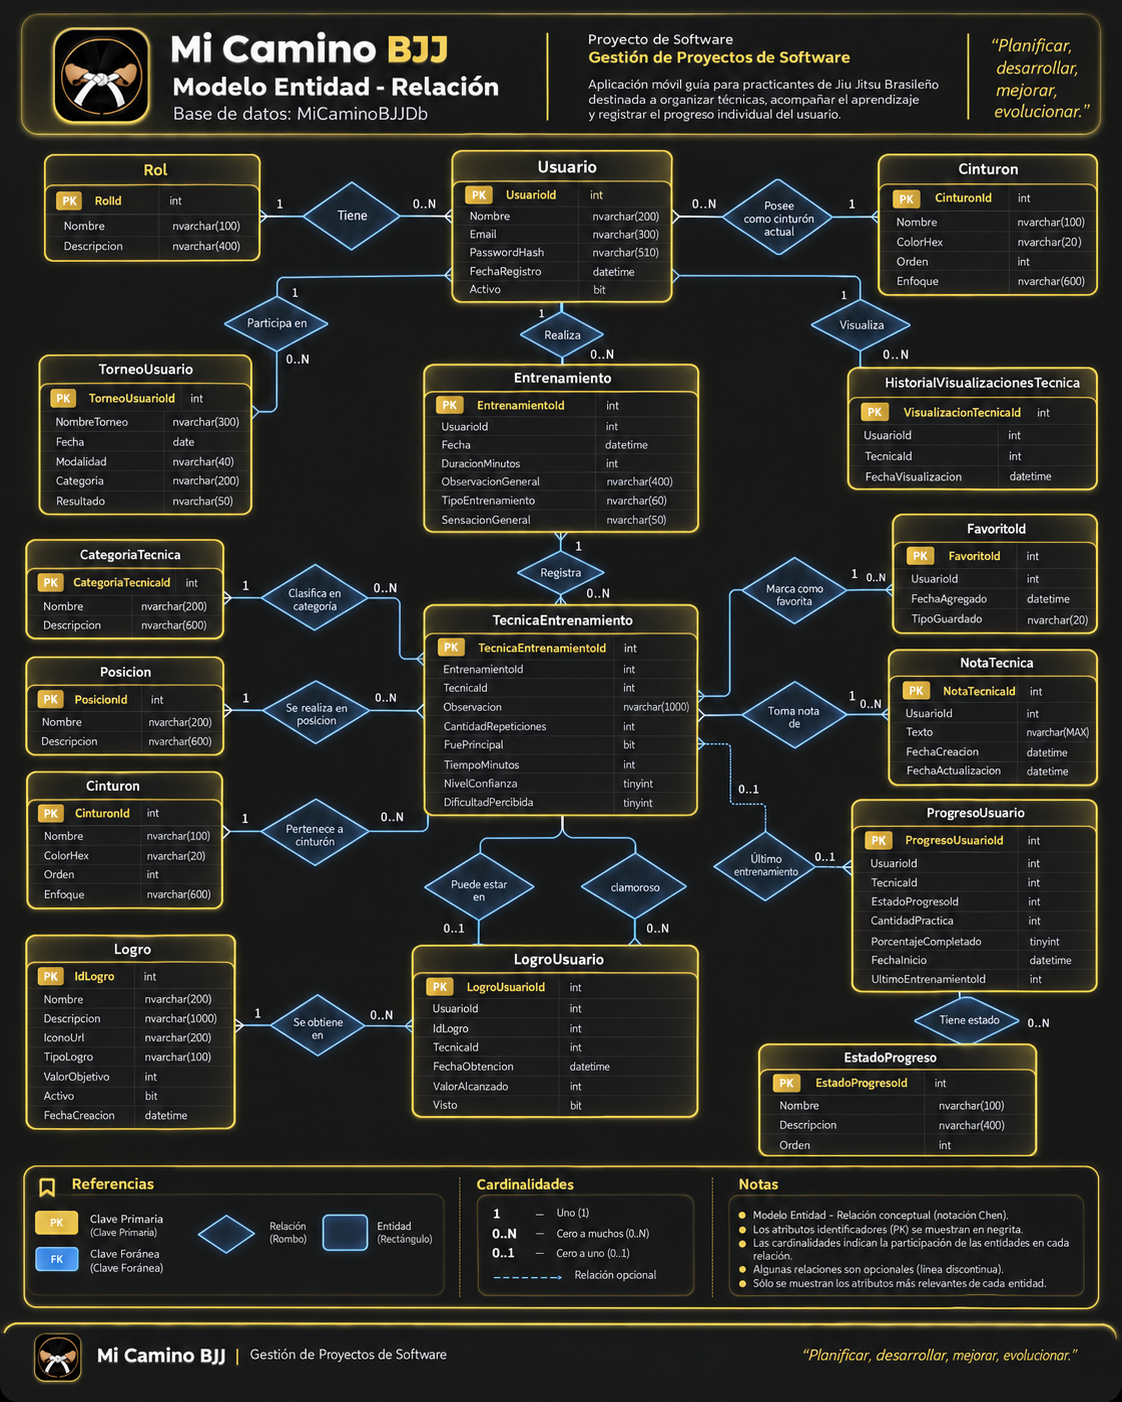 Mi Camino BJJ
Modelo Entidad - Relación
Base de datos: MiCaminoBJJDb
Proyecto de Software
Gestión de Proyectos de Software
Aplicación móvil guía para practicantes de Jiu Jitsu Brasileño
destinada a organizar técnicas, acompañar el aprendizaje
y registrar el progreso individual del usuario.
“Planificar,
desarrollar,
mejorar,
evolucionar.”
Rol
PK RolId int
Nombre nvarchar(100)
Descripcion nvarchar(400)
1
Tiene
0..N
Usuario
PK UsuarioId int
Nombre nvarchar(200)
Email nvarchar(300)
PasswordHash nvarchar(510)
FechaRegistro datetime
Activo bit
0..N
Posee
como cinturón
actual
1
Cinturon
PK CinturonId int
Nombre nvarchar(100)
ColorHex nvarchar(20)
Orden int
Enfoque nvarchar(600)
1
Participa en
0..N
1
Realiza
0..N
1
Visualiza
0..N
TorneoUsuario
PK TorneoUsuarioId int
NombreTorneo nvarchar(300)
Fecha date
Modalidad nvarchar(40)
Categoria nvarchar(200)
Resultado nvarchar(50)
Entrenamiento
PK EntrenamientoId int
UsuarioId int
Fecha datetime
DuracionMinutos int
ObservacionGeneral nvarchar(400)
TipoEntrenamiento nvarchar(60)
SensacionGeneral nvarchar(50)
HistorialVisualizacionesTecnica
PK VisualizacionTecnicaId int
UsuarioId int
TecnicaId int
FechaVisualizacion datetime
1
Registra
0..N
CategoriaTecnica
PK CategoriaTecnicaId int
Nombre nvarchar(200)
Descripcion nvarchar(600)
1
Clasifica en
categoría
0..N
Marca como
favorita
1 0..N
FavoritoId
PK FavoritoId int
UsuarioId int
FechaAgregado datetime
TipoGuardado nvarchar(20)
TecnicaEntrenamiento
PK TecnicaEntrenamientoId int
EntrenamientoId int
TecnicaId int
Observacion nvarchar(1000)
CantidadRepeticiones int
FuePrincipal bit
TiempoMinutos int
NivelConfianza tinyint
DificultadPercibida tinyint
Posicion
PK PosicionId int
Nombre nvarchar(200)
Descripcion nvarchar(600)
1
Se realiza en
posicion
0..N
Toma nota
de
1 0..N
NotaTecnica
PK NotaTecnicaId int
UsuarioId int
Texto nvarchar(MAX)
FechaCreacion datetime
FechaActualizacion datetime
Cinturon
PK CinturonId int
Nombre nvarchar(100)
ColorHex nvarchar(20)
Orden int
Enfoque nvarchar(600)
1
Pertenece a
cinturón
0..N
0..1
Último
entrenamiento
0..1
ProgresoUsuario
PK ProgresoUsuarioId int
UsuarioId int
TecnicaId int
EstadoProgresoId int
CantidadPractica int
PorcentajeCompletado tinyint
FechaInicio datetime
UltimoEntrenamientoId int
Puede estar
en
0..1
clamoroso
0..N
Logro
PK IdLogro int
Nombre nvarchar(200)
Descripcion nvarchar(1000)
IconoUrl nvarchar(200)
TipoLogro nvarchar(100)
ValorObjetivo int
Activo bit
FechaCreacion datetime
1
Se obtiene
en
0..N
LogroUsuario
PK LogroUsuarioId int
UsuarioId int
IdLogro int
TecnicaId int
FechaObtencion datetime
ValorAlcanzado int
Visto bit
Tiene estado
0..N
EstadoProgreso
PK EstadoProgresoId int
Nombre nvarchar(100)
Descripcion nvarchar(400)
Orden int
Referencias
PK Clave Primaria
(Clave Primaria)
FK Clave Foránea
(Clave Foránea)
Relación
(Rombo)
Entidad
(Rectángulo)
Cardinalidades
1 — Uno (1)
0..N — Cero a muchos (0..N)
0..1 — Cero a uno (0..1)
Relación opcional
Notas
Modelo Entidad - Relación conceptual (notación Chen).
Los atributos identificadores (PK) se muestran en negrita.
Las cardinalidades indican la participación de las entidades en cada
relación.
Algunas relaciones son opcionales (línea discontinua).
Sólo se muestran los atributos más relevantes de cada entidad.
Mi Camino BJJ | Gestión de Proyectos de Software
“Planificar, desarrollar, mejorar, evolucionar.”